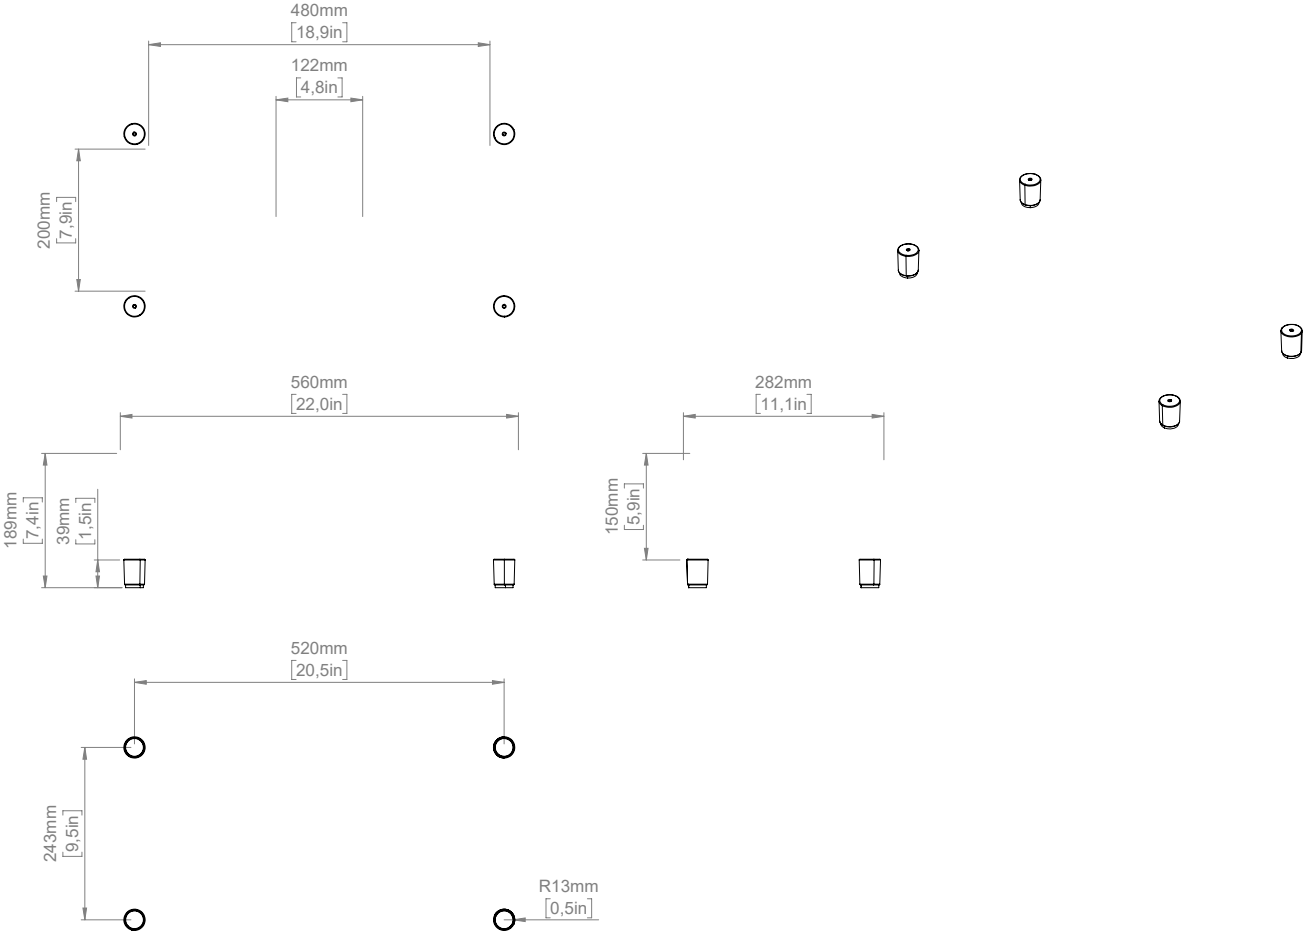 480mm
[18,9in]
122mm
[4,8in]
200mm
[7,9in]
560mm
[22,0in]
282mm
[11,1in]
189mm
[7,4in]
39mm
[1,5in]
150mm
[5,9in]
520mm
[20,5in]
243mm
[9,5in]
R13mm
[0,5in]